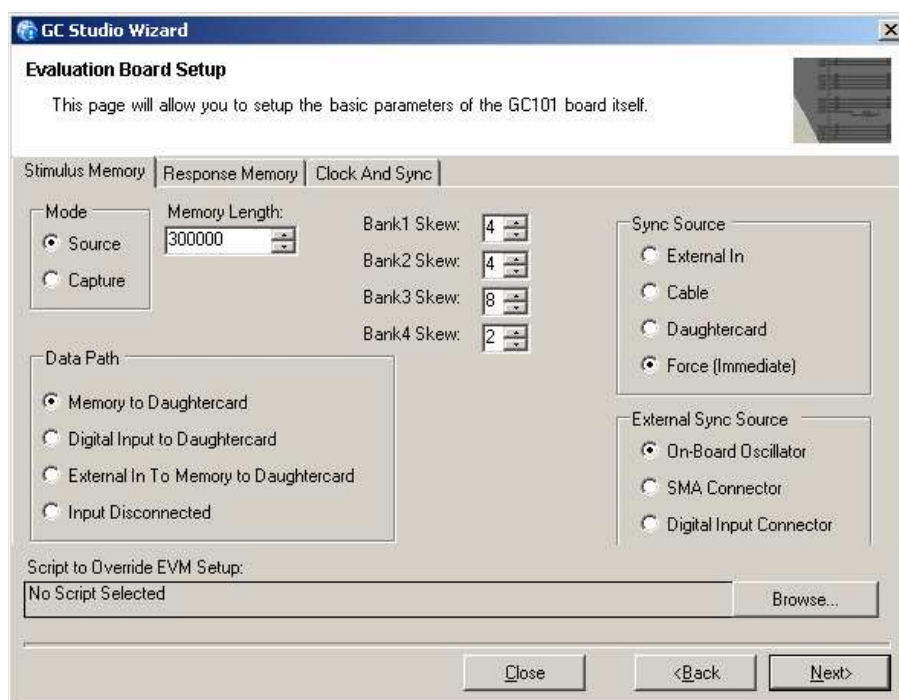 GC Studio Wizard
Evaluation Board Setup
This page will allow you to setup the basic parameters of the GC101 board itself.
Stimulus Memory
Response Memory
Clock And Sync
Mode
Source
Capture
Memory Length:
300000
Bank1 Skew: 4
Bank2 Skew: 4
Bank3 Skew: 8
Bank4 Skew: 2
Sync Source
External In
Cable
Daughtercard
Force (Immediate)
Data Path
Memory to Daughtercard
Digital Input to Daughtercard
External In To Memory to Daughtercard
Input Disconnected
External Sync Source
On-Board Oscillator
SMA Connector
Digital Input Connector
Script to Override EVM Setup:
No Script Selected
Browse...
Close
<Back
Next>